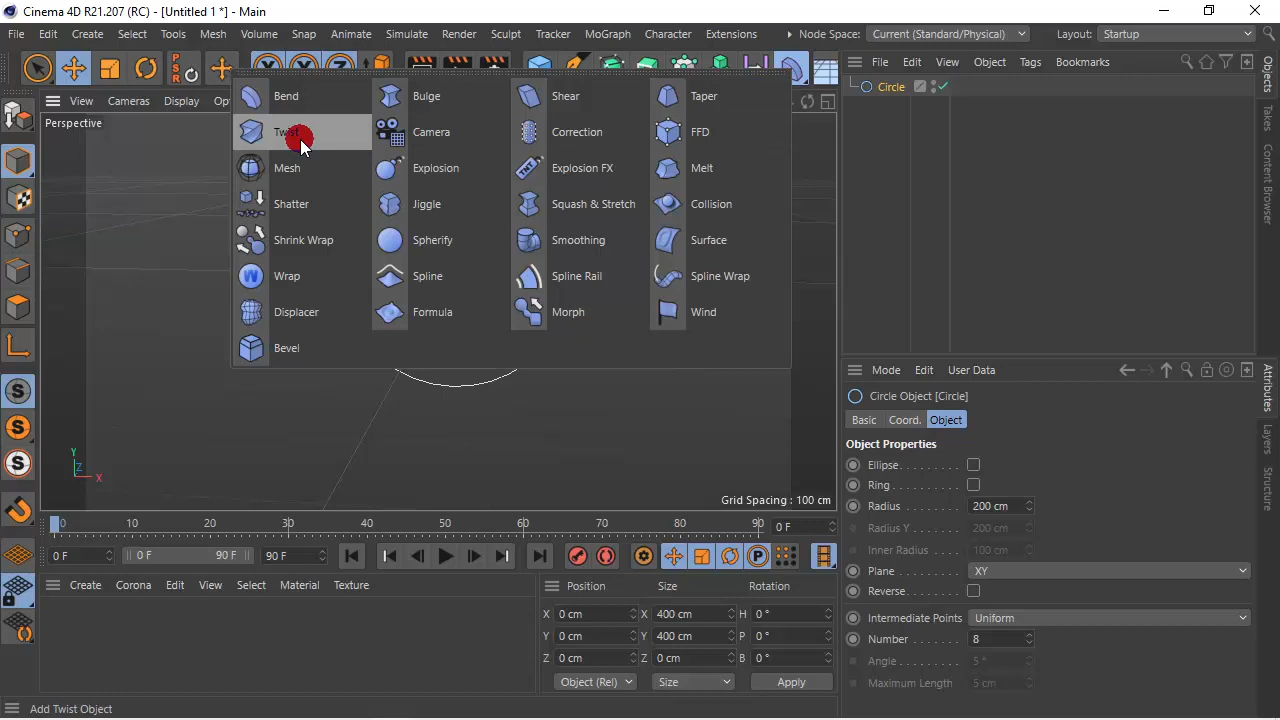 Cinema 4D R21.207 (RC) - [Untitled 1 *] - Main
File Edit Create Select Tools Mesh Volume Snap Animate Simulate Render Sculpt Tracker MoGraph Character Extensions Node Space: Current (Standard/Physical) Layout: Startup
PSR
View Cameras Display
File Edit View Object Tags Bookmarks
Perspective
Circle
Bend Bulge Shear Taper
Twist Camera Correction FFD
Mesh Explosion Explosion FX Melt
Shatter Jiggle Squash & Stretch Collision
Shrink Wrap Spherify Smoothing Surface
Wrap Spline Spline Rail Spline Wrap
Displacer Formula Morph Wind
Bevel
Objects
Takes
Content Browser
Attributes
Layers
Structure
Mode Edit User Data
Circle Object [Circle]
Basic Coord. Object
Object Properties
Ellipse
Ring
Radius 200 cm
Radius Y 200 cm
Inner Radius 100 cm
Plane XY
Reverse
Intermediate Points Uniform
Number 8
Angle 5 °
Maximum Length 5 cm
Y
Z
X
Grid Spacing : 100 cm
0 10 20 30 40 50 60 70 80 90 0 F
0 F 0 F 90 F 90 F
Create Corona Edit View Select Material Texture
Position Size Rotation
X 0 cm X 400 cm H 0 °
Y 0 cm Y 400 cm P 0 °
Z 0 cm Z 0 cm B 0 °
Object (Rel) Size Apply
Add Twist Object